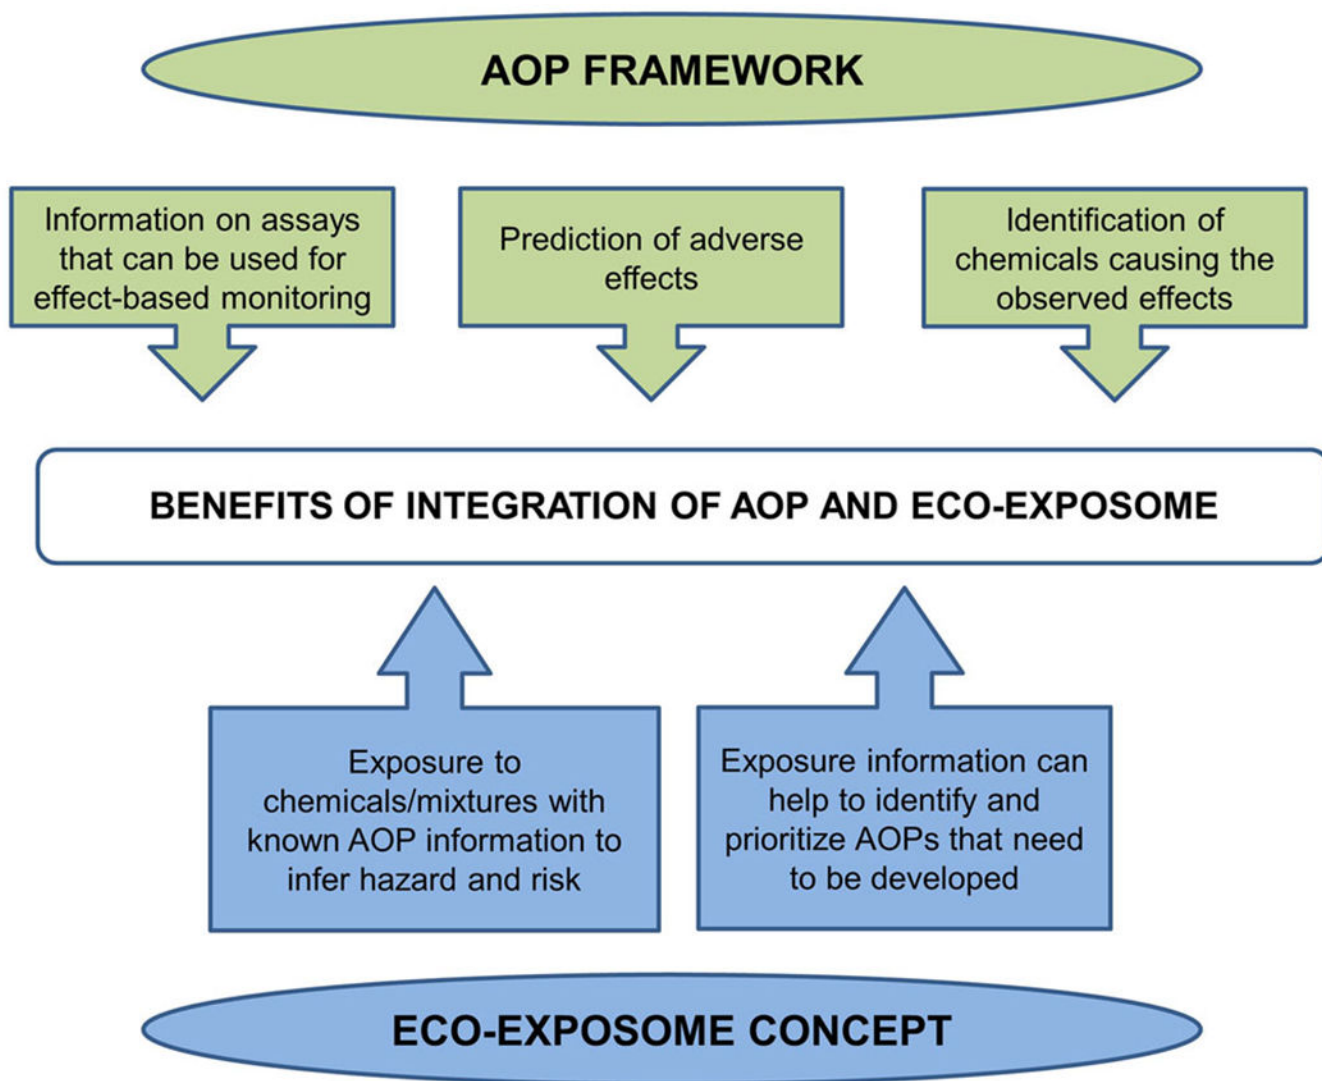 AOP FRAMEWORK
Information on assays
that can be used for
effect-based monitoring
Prediction of adverse
effects
Identification of
chemicals causing the
observed effects
BENEFITS OF INTEGRATION OF AOP AND ECO-EXPOSOME
Exposure to
chemicals/mixtures with
known AOP information to
infer hazard and risk
Exposure information can
help to identify and
prioritize AOPs that need
to be developed
ECO-EXPOSOME CONCEPT